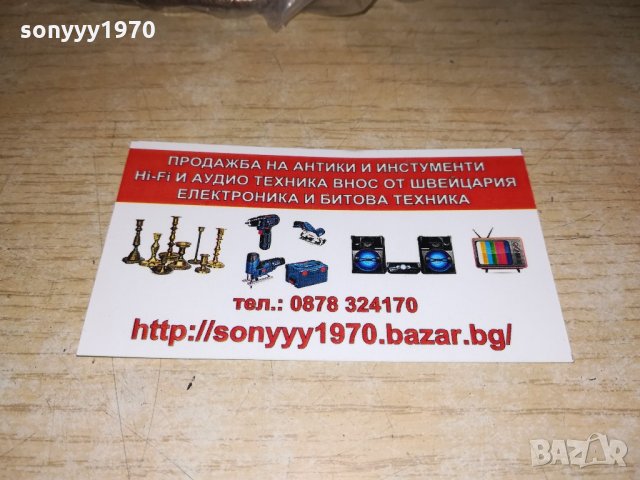 sonyyy1970
ПРОДАЖБА НА АНТИКИ И ИНСТУМЕНТИ
Hi-Fi И АУДИО ТЕХНИКА ВНОС ОТ ШВЕЙЦАРИЯ
ЕЛЕКТРОНИКА И БИТОВА ТЕХНИКА
тел.: 0878 324170
http://sonyyy1970.bazar.bg/
BAZAR